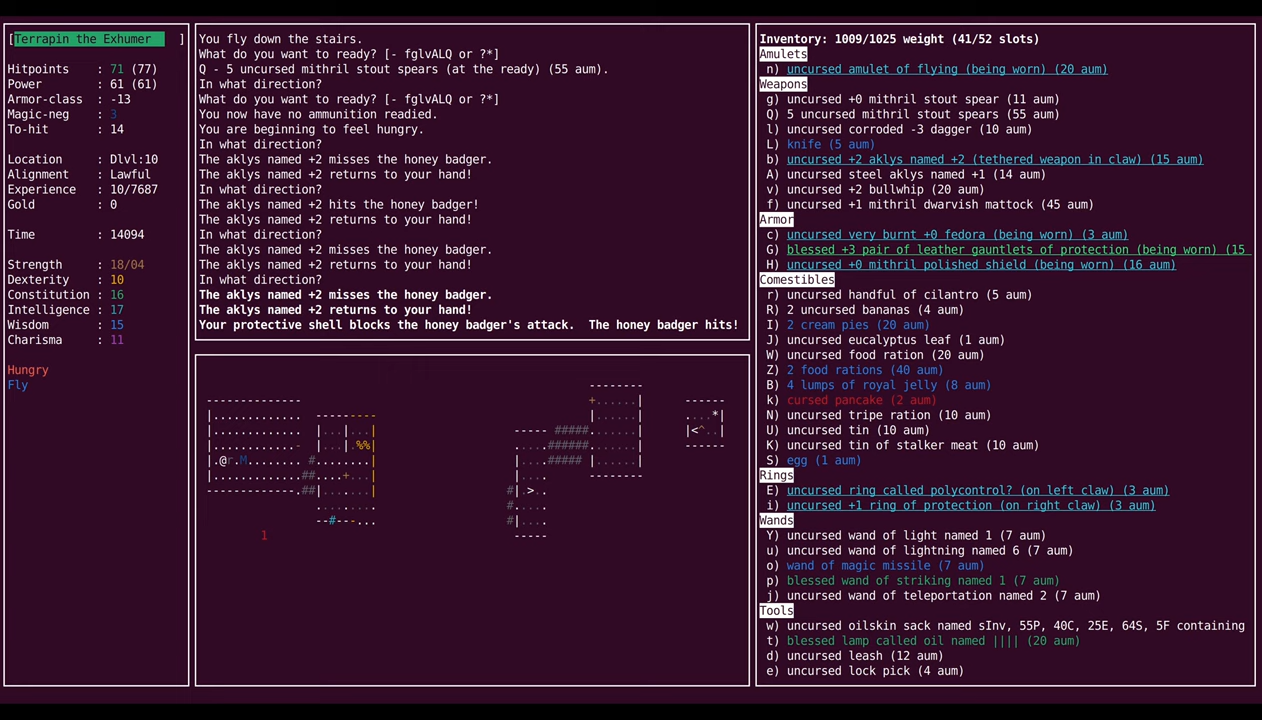 [Terrapin the Exhumer ]
Hitpoints : 71 (77)
Power : 61 (61)
Armor-class : -13
Magic-neg : 3
To-hit : 14
Location : Dlvl:10
Alignment : Lawful
Experience : 10/7687
Gold : 0
Time : 14094
Strength : 18/04
Dexterity : 10
Constitution : 16
Intelligence : 17
Wisdom : 15
Charisma : 11
Hungry
Fly
You fly down the stairs.
What do you want to ready? [- fglvALQ or ?*]
Q - 5 uncursed mithril stout spears (at the ready) (55 aum).
In what direction?
What do you want to ready? [- fglvALQ or ?*]
You now have no ammunition readied.
You are beginning to feel hungry.
In what direction?
The aklys named +2 misses the honey badger.
The aklys named +2 returns to your hand!
In what direction?
The aklys named +2 hits the honey badger!
The aklys named +2 returns to your hand!
In what direction?
The aklys named +2 misses the honey badger.
The aklys named +2 returns to your hand!
In what direction?
The aklys named +2 misses the honey badger.
The aklys named +2 returns to your hand!
Your protective shell blocks the honey badger's attack.  The honey badger hits!
Inventory: 1009/1025 weight (41/52 slots)
Amulets
n) uncursed amulet of flying (being worn) (20 aum)
Weapons
g) uncursed +0 mithril stout spear (11 aum)
Q) 5 uncursed mithril stout spears (55 aum)
l) uncursed corroded -3 dagger (10 aum)
L) knife (5 aum)
b) uncursed +2 aklys named +2 (tethered weapon in claw) (15 aum)
A) uncursed steel aklys named +1 (14 aum)
v) uncursed +2 bullwhip (20 aum)
f) uncursed +1 mithril dwarvish mattock (45 aum)
Armor
c) uncursed very burnt +0 fedora (being worn) (3 aum)
G) blessed +3 pair of leather gauntlets of protection (being worn) (15
H) uncursed +0 mithril polished shield (being worn) (16 aum)
Comestibles
r) uncursed handful of cilantro (5 aum)
R) 2 uncursed bananas (4 aum)
I) 2 cream pies (20 aum)
J) uncursed eucalyptus leaf (1 aum)
W) uncursed food ration (20 aum)
Z) 2 food rations (40 aum)
B) 4 lumps of royal jelly (8 aum)
k) cursed pancake (2 aum)
N) uncursed tripe ration (10 aum)
U) uncursed tin (10 aum)
K) uncursed tin of stalker meat (10 aum)
S) egg (1 aum)
Rings
E) uncursed ring called polycontrol? (on left claw) (3 aum)
i) uncursed +1 ring of protection (on right claw) (3 aum)
Wands
Y) uncursed wand of light named 1 (7 aum)
u) uncursed wand of lightning named 6 (7 aum)
o) wand of magic missile (7 aum)
p) blessed wand of striking named 1 (7 aum)
j) uncursed wand of teleportation named 2 (7 aum)
Tools
w) uncursed oilskin sack named sInv, 55P, 40C, 25E, 64S, 5F containing
t) blessed lamp called oil named |||| (20 aum)
d) uncursed leash (12 aum)
e) uncursed lock pick (4 aum)